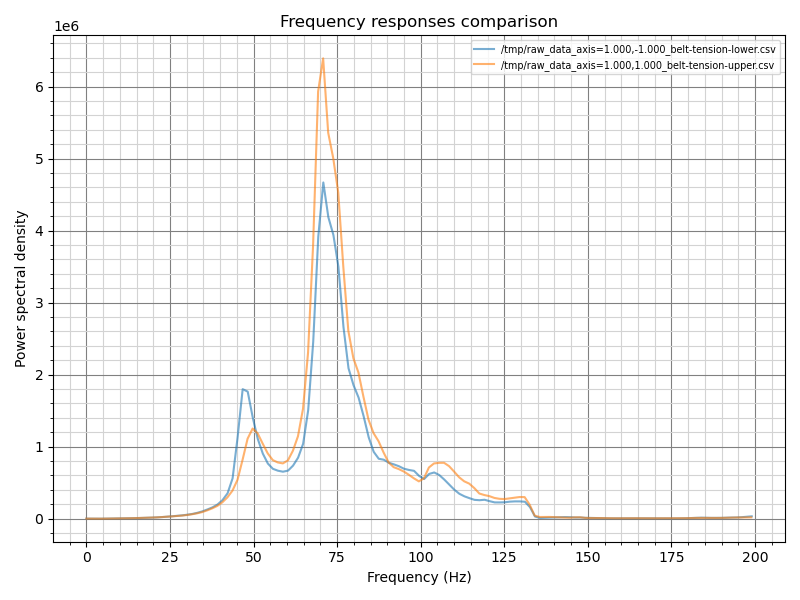 Frequency responses comparison
1e6
/tmp/raw_data_axis=1.000,-1.000_belt-tension-lower.csv
/tmp/raw_data_axis=1.000,1.000_belt-tension-upper.csv
6
5
4
3
2
1
0
Power spectral density
0 25 50 75 100 125 150 175 200
Frequency (Hz)